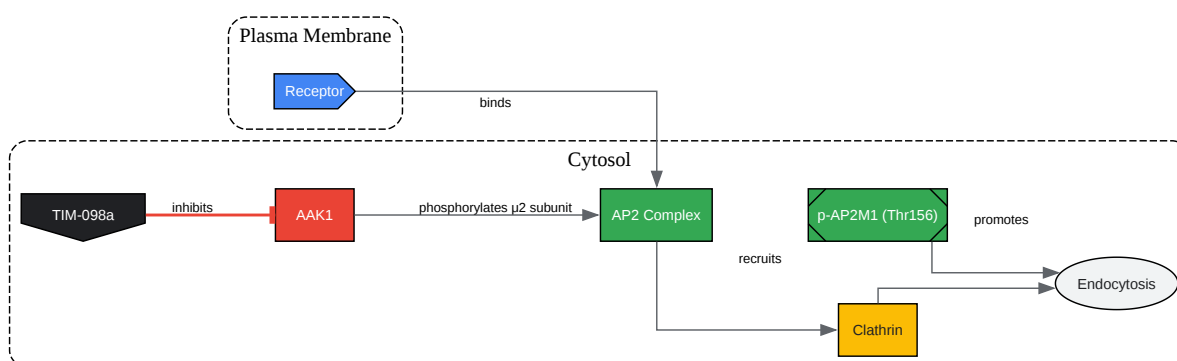 Plasma Membrane
Receptor
binds
Cytosol
TIM-098a
inhibits
AAK1
phosphorylates μ2 subunit
AP2 Complex
p-AP2M1 (Thr156)
promotes
recruits
Endocytosis
Clathrin